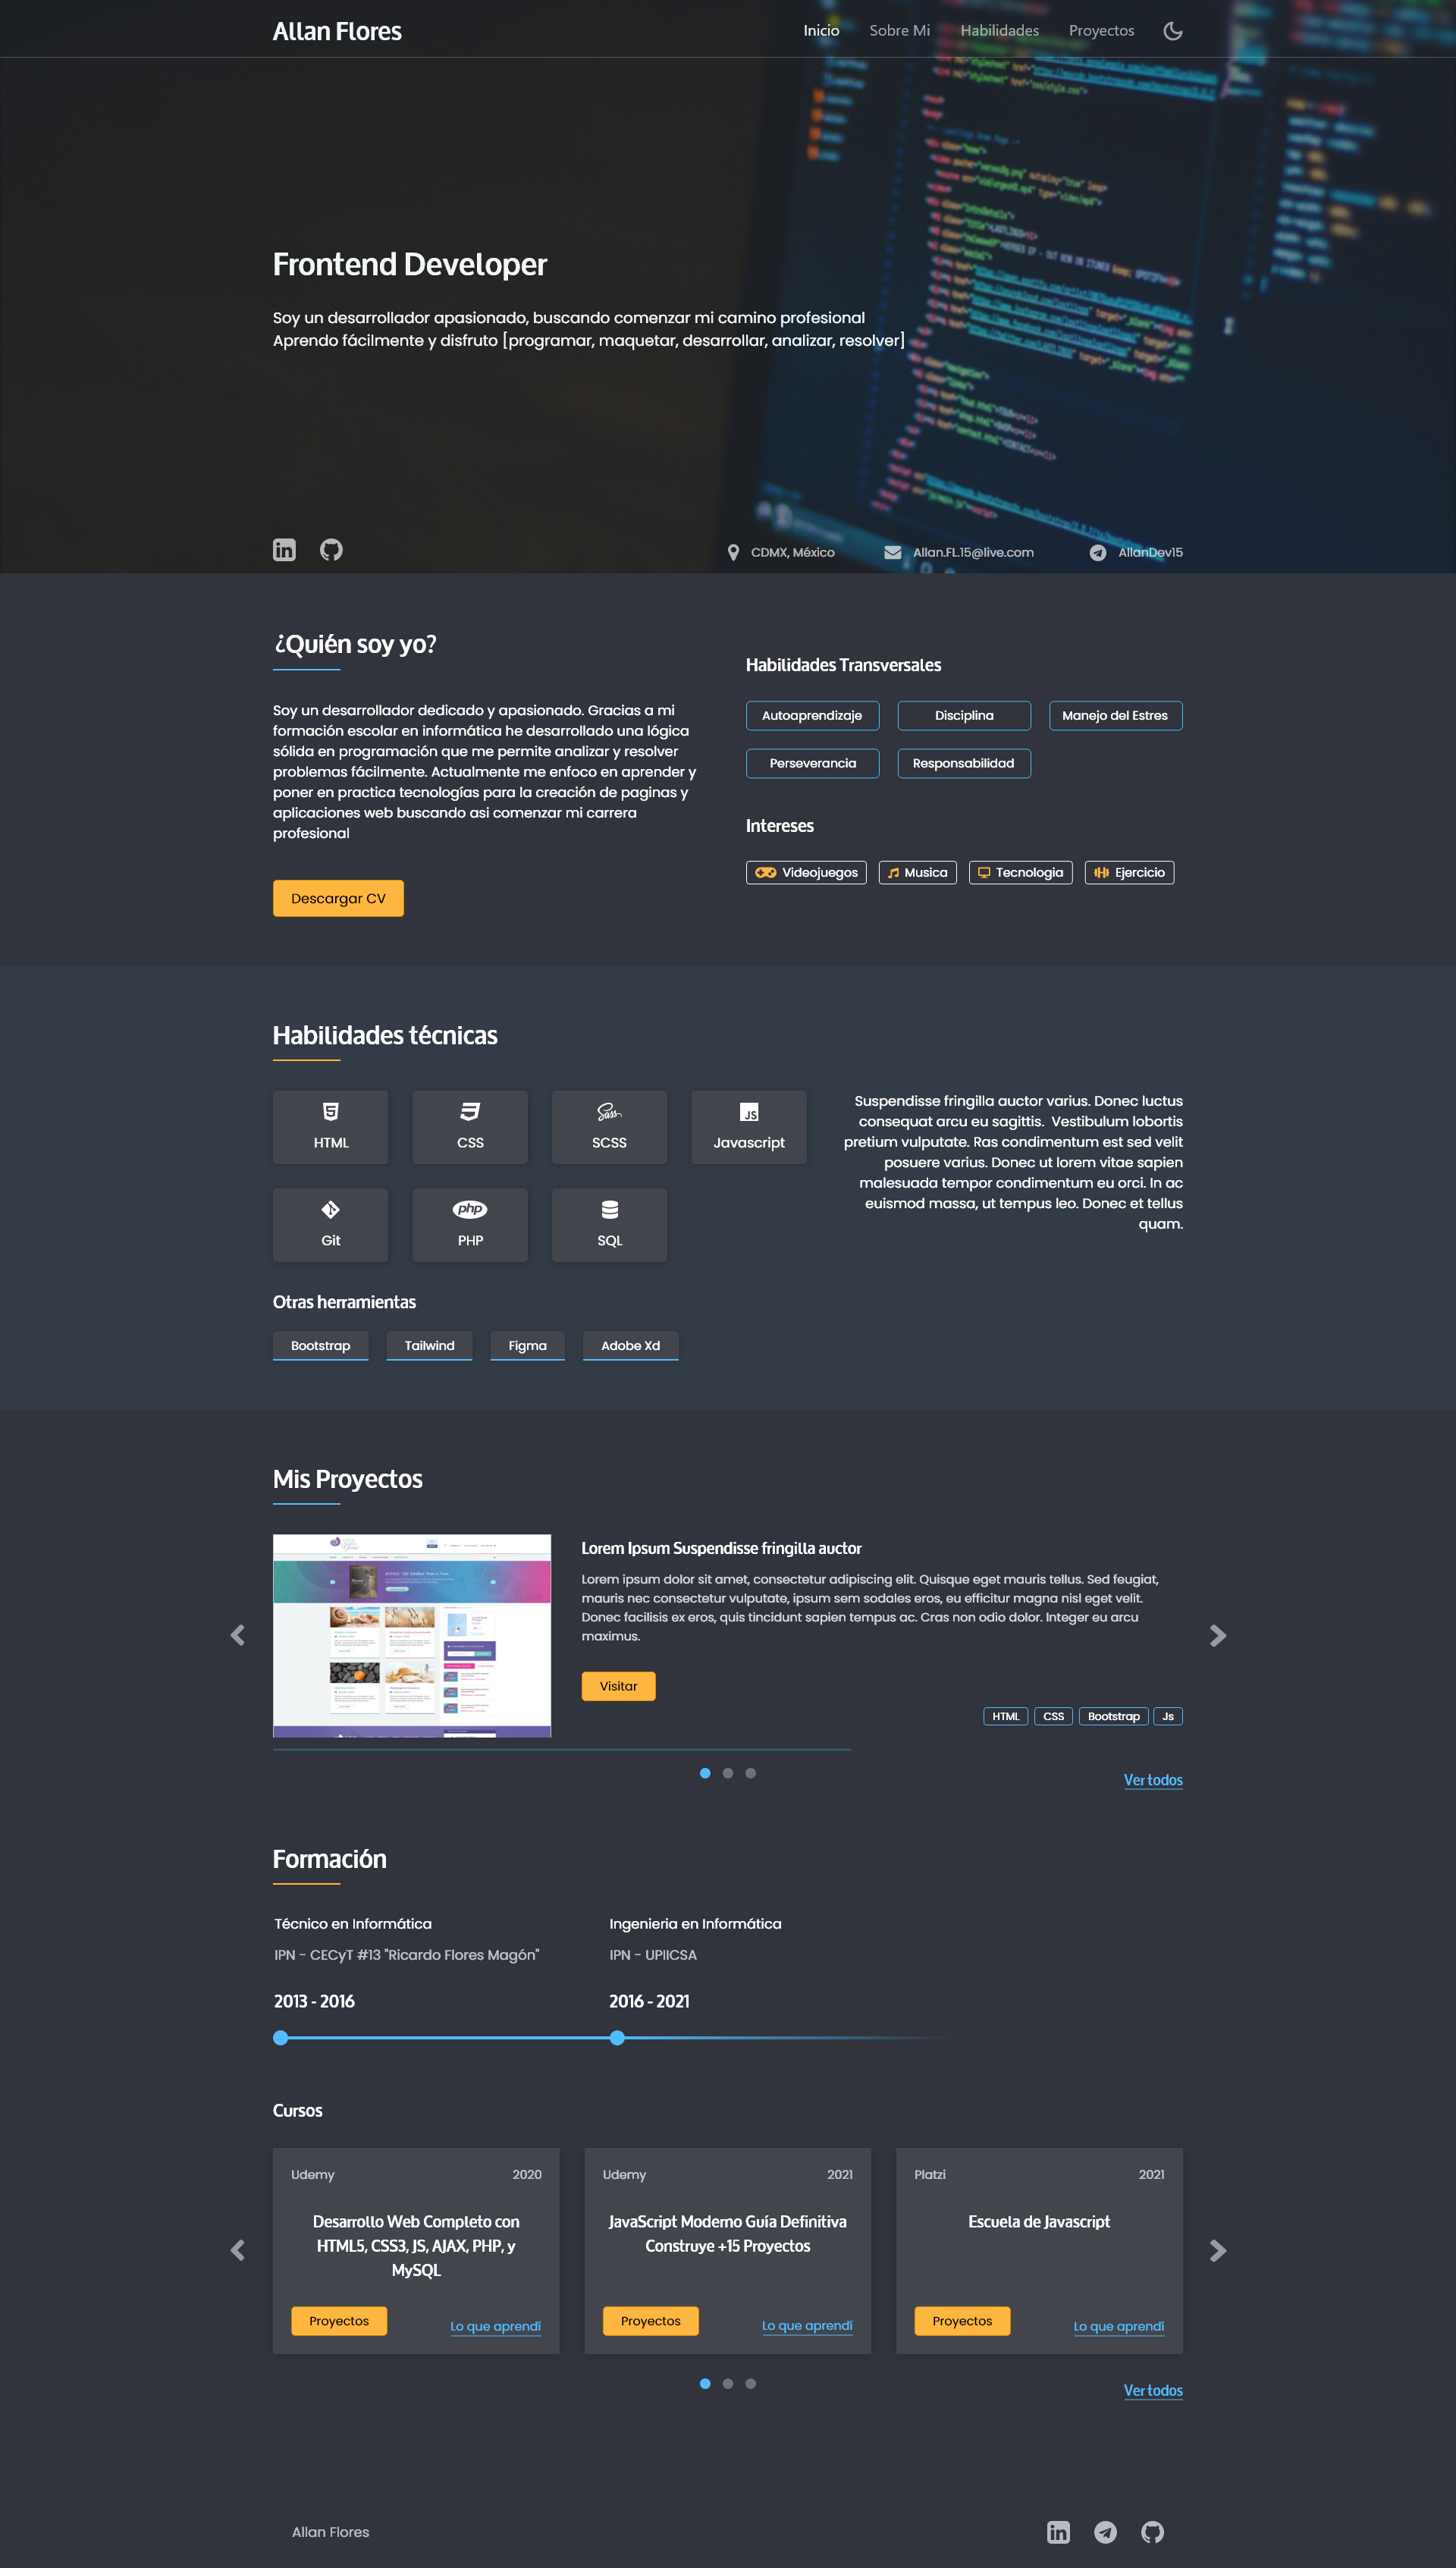 Allan Flores
Inicio
Sobre Mi
Habilidades
Proyectos
Frontend Developer
Soy un desarrollador apasionado, buscando comenzar mi camino profesional
Aprendo fácilmente y disfruto [programar, maquetar, desarrollar, analizar, resolver]
CDMX, México
Allan.FL.15@live.com
AllanDev15
¿Quién soy yo?
Soy un desarrollador dedicado y apasionado. Gracias a mi
formación escolar en informática he desarrollado una lógica
sólida en programación que me permite analizar y resolver
problemas fácilmente. Actualmente me enfoco en aprender y
poner en practica tecnologías para la creación de paginas y
aplicaciones web buscando asi comenzar mi carrera
profesional
Descargar CV
Habilidades Transversales
Autoaprendizaje
Disciplina
Manejo del Estres
Perseverancia
Responsabilidad
Intereses
Videojuegos
Musica
Tecnologia
Ejercicio
Habilidades técnicas
HTML
CSS
Sass
SCSS
JS
Javascript
Git
php
PHP
SQL
Suspendisse fringilla auctor varius. Donec luctus
consequat arcu eu sagittis. Vestibulum lobortis
pretium vulputate. Ras condimentum est sed velit
posuere varius. Donec ut lorem vitae sapien
malesuada tempor condimentum eu orci. In ac
euismod massa, ut tempus leo. Donec et tellus
quam.
Otras herramientas
Bootstrap
Tailwind
Figma
Adobe Xd
Mis Proyectos
Lorem Ipsum Suspendisse fringilla auctor
Lorem ipsum dolor sit amet, consectetur adipiscing elit. Quisque eget mauris tellus. Sed feugiat,
mauris nec consectetur vulputate, ipsum sem sodales eros, eu efficitur magna nisl eget velit.
Donec facilisis ex eros, quis tincidunt sapien tempus ac. Cras non odio dolor. Integer eu arcu
maximus.
Visitar
HTML
CSS
Bootstrap
Js
Ver todos
Formación
Técnico en Informática
IPN - CECyT #13 "Ricardo Flores Magón"
2013 - 2016
Ingenieria en Informática
IPN - UPIICSA
2016 - 2021
Cursos
Udemy
2020
Desarrollo Web Completo con
HTML5, CSS3, JS, AJAX, PHP, y
MySQL
Proyectos
Lo que aprendí
Udemy
2021
JavaScript Moderno Guía Definitiva
Construye +15 Proyectos
Proyectos
Lo que aprendí
Platzi
2021
Escuela de Javascript
Proyectos
Lo que aprendí
Ver todos
Allan Flores